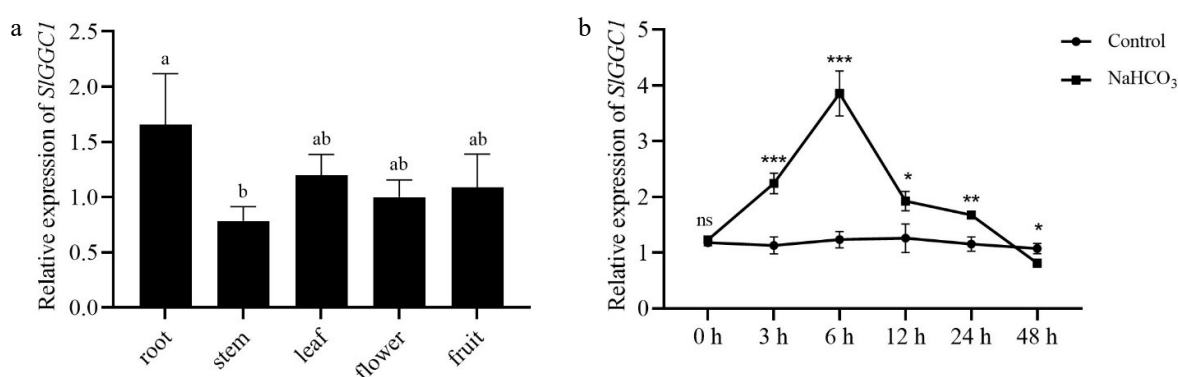 a
Relative expression of SlGGC1
2.5
2.0
1.5
1.0
0.5
0.0
a
b
ab
ab
ab
root
stem
leaf
flower
fruit
b
Relative expression of SlGGC1
5
4
3
2
1
0
ns
***
***
*
**
*
0 h
3 h
6 h
12 h
24 h
48 h
Control
NaHCO₃